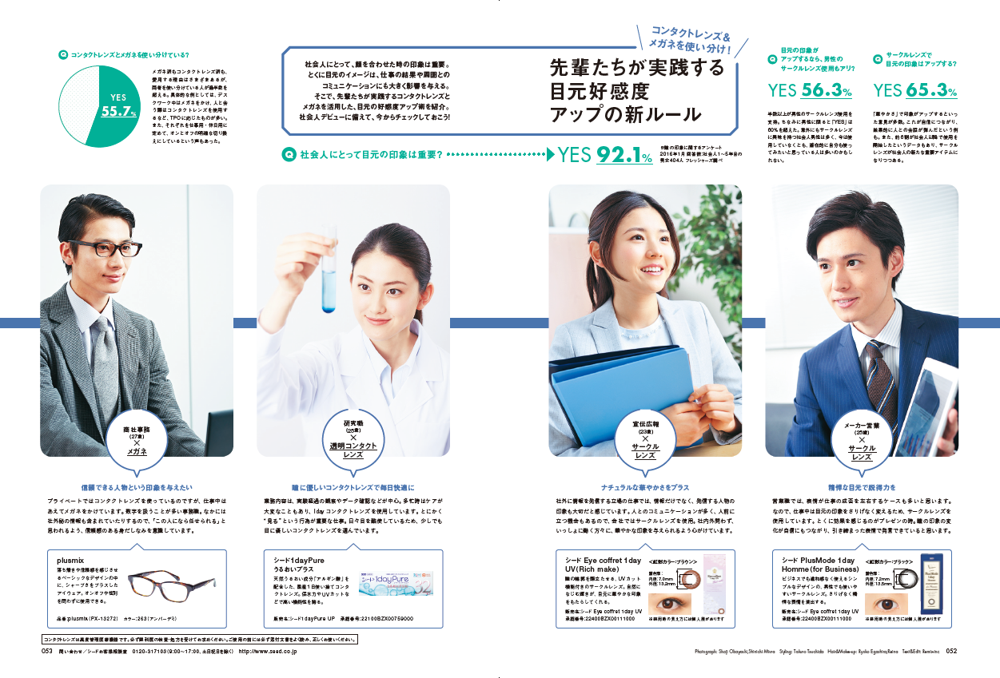 コンタクトレンズ&
メガネを使い分け!
先輩たちが実践する
目元好感度
アップの新ルール
社会人にとって、顔を合わせた時の印象は重要。
とくに目元のイメージは、仕事の結果や周囲との
コミュニケーションにも大きく影響を与える。
そこで、先輩たちが実践するコンタクトレンズと
メガネを活用した、目元の好感度アップ術を紹介。
社会人デビューに備えて、今からチェックしておこう!
Q 社会人にとって目元の印象は重要?
YES 92.1%
※瞳の印象に関するアンケート
2016年1月 回答数:社会人1~5年目の
男女404人 フレッシャーズ調べ
Q コンタクトレンズとメガネを使い分けている?
YES
55.7%
メガネ派もコンタクトレンズ派も、
愛用する理由はさまざまあるが、
両者を使い分けている人が過半数を
超える。具体的な例としては、デス
クワーク中はメガネをかけ、人と会
う際はコンタクトレンズを使用す
るなど、TPOに応じたものが多い。
また、それぞれを仕事用・休日用に
定めて、オンとオフの明確な切り換
えにしているという声もあった。
Q 目元の印象が
アップするなら、男性の
サークルレンズ使用もアリ?
YES 56.3%
半数以上が男性のサークルレンズ使用を
支持。ちなみに男性に限ると「YES」は
60%を超えた。意外にもサークルレンズ
に興味を持つ社会人男性は多く、今は使
用していなくとも、潜在的に自分も使っ
てみたいと思っている人は多いのかもし
れない。
Q サークルレンズで
目元の印象はアップする?
YES 65.3%
「華やかさ」で印象がアップするといっ
た意見が多数。これが自信につながり、
結果的に人との会話が弾んだという例
も。また、約6割が社会人以降で使用を
開始したというデータもあり、サークル
レンズが社会人の新たな重要アイテムに
なりつつある。
商社事務
(27歳)
×
メガネ
信頼できる人物という印象を与えたい
プライベートではコンタクトレンズを使っているのですが、仕事中は
あえてメガネをかけています。数字を扱うことが多い事務職。なかには
社外秘の情報も含まれていたりするので、「この人になら任せられる」と
思われるよう、信頼感のある身だしなみを意識しています。
plusmix
落ち着きや信頼感を感じさせ
るベーシックなデザインの中
に、シャープさをプラスした
アイウェア。オンオフや性別
を問わずに使用できる。
品番:plusmix(PX-13272) カラー:263(アンバーデミ)
研究職
(25歳)
×
透明コンタクト
レンズ
瞳に優しいコンタクトレンズで毎日快適に
業務内容は、実験経過の観察やデータ確認などが中心。多忙時はケアが
大変なこともあり、1dayコンタクトレンズを使用しています。とにかく
“見る”という行為が重要な仕事。日々目を酷使しているため、少しでも
目に優しいコンタクトレンズを選んでいます。
シード1dayPure
うるおいプラス
天然うるおい成分「アルギン酸」を
配合した、国産1日使い捨てコンタ
クトレンズ。保水力やUVカットな
どで高い機能性を誇る。
1dayPure
32
販売名:シード1dayPure UP 承認番号:22100BZX00759000
宣伝広報
(23歳)
×
サークル
レンズ
ナチュラルな華やかさをプラス
社外に情報を発信する立場の仕事では、情報だけでなく、発信する人物の
印象も大切だと感じています。人とのコミュニケーションが多く、人前に
立つ機会もあるので、会社ではサークルレンズを使用。社内外問わず、
いっしょに働く方々に、華やかな印象を与えられるよう心がけています。
シード Eye coffret 1day
UV(Rich make)
瞳の輪郭を際立たせる、UVカット
機能付きのサークルレンズ。自然に
なじむ輝きが、目元に華やかな印象
をもたらしてくれる。
販売名:シード Eye coffret 1day UV
承認番号:22400BZX00111000
<虹彩カラー:ブラウン>
着色部:
内径:7.0mm
外径:13.2mm
※装用時の見え方には個人差があります
メーカー営業
(25歳)
×
サークル
レンズ
精悍な目元で説得力を
営業職では、表情が仕事の成否を左右するケースも多いと思います。
なので、仕事中は目元の印象をさりげなく変えるため、サークルレンズを
使用しています。とくに効果を感じるのがプレゼンの時。瞳の印象の変
化が自信にもつながり、引き締まった表情で発言できていると思います。
シード PlusMode 1day
Homme(for Business)
ビジネスでも違和感なく使えるシン
プルなデザインの、男性でも使いや
すいサークルレンズ。さりげなく精
悍な表情を演出する。
販売名:シード Eye coffret 1day UV
承認番号:22400BZX00111000
<虹彩カラー:ブラック>
着色部:
内径:7.2mm
外径:13.5mm
※装用時の見え方には個人差があります
コンタクトレンズは高度管理医療機器です。必ず眼科医の検査・処方を受けてお求めください。ご使用の前には必ず添付文書をよく読み、正しくお使いください。
053 問い合わせ/シードお客様相談室 0120-317103(9:00~17:00、土日祝日を除く) http://www.seed.co.jp
Photograph: Shoji Obayashi,Shinichi Miura Styling: Takuro Tsuchida Hair&Make-up: Ryoko Egashira,Reina Text&Edit: Remix-inc 052